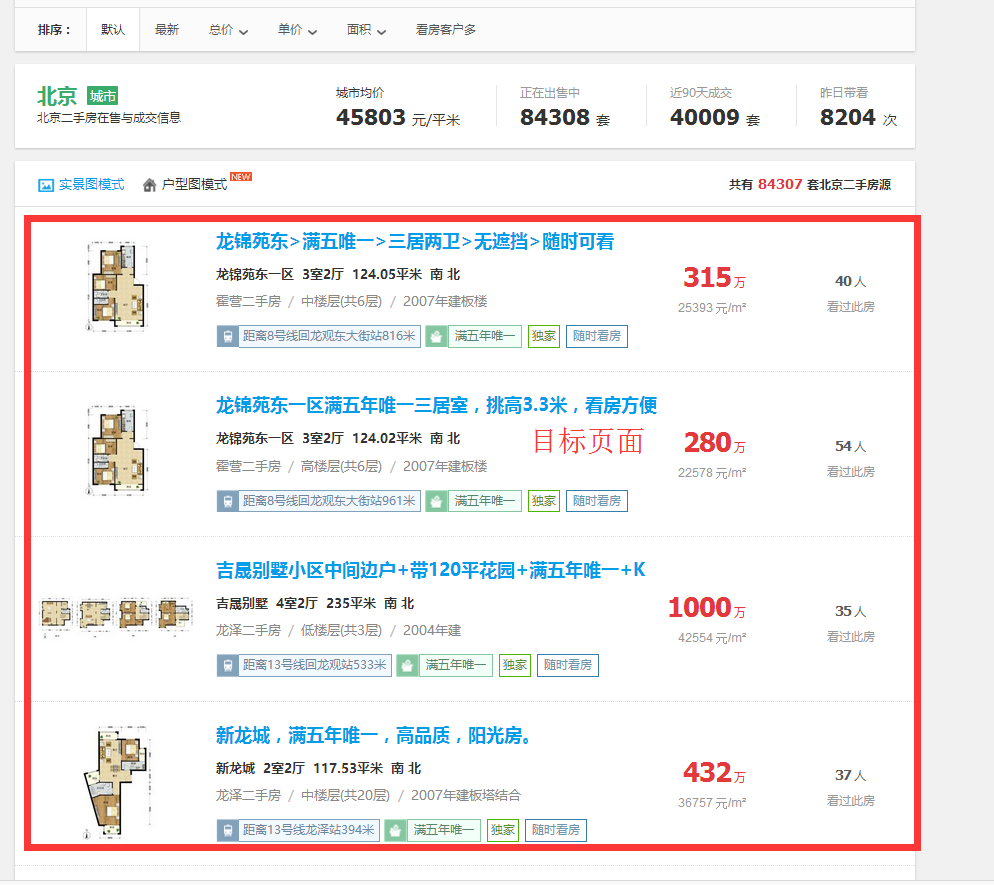 排序： 默认 最新 总价 单价 面积 看房客户多
北京 城市
北京二手房在售与成交信息
城市均价
45803 元/平米
正在出售中
84308 套
近90天成交
40009 套
昨日带看
8204 次
实景图模式 户型图模式 NEW
共有 84307 套北京二手房源
龙锦苑东>满五唯一>三居两卫>无遮挡>随时可看
龙锦苑东一区 3室2厅 124.05平米 南 北
霍营二手房 / 中楼层(共6层) / 2007年建板楼
距离8号线回龙观东大街站816米 满五年唯一 独家 随时看房
315万
25393 元/m²
40人
看过此房
龙锦苑东一区满五年唯一三居室，挑高3.3米，看房方便
龙锦苑东一区 3室2厅 124.02平米 南 北
霍营二手房 / 高楼层(共6层) / 2007年建板楼
距离8号线回龙观东大街站961米 满五年唯一 独家 随时看房
目标页面
280万
22578 元/m²
54人
看过此房
吉晟别墅小区中间边户+带120平花园+满五年唯一+K
吉晟别墅 4室2厅 235平米 南 北
龙泽二手房 / 低楼层(共3层) / 2004年建
距离13号线回龙观站533米 满五年唯一 独家 随时看房
1000万
42554 元/m²
35人
看过此房
新龙城，满五年唯一，高品质，阳光房。
新龙城 2室2厅 117.53平米 南 北
龙泽二手房 / 中楼层(共20层) / 2007年建板塔结合
距离13号线龙泽站394米 满五年唯一 独家 随时看房
432万
36757 元/m²
37人
看过此房